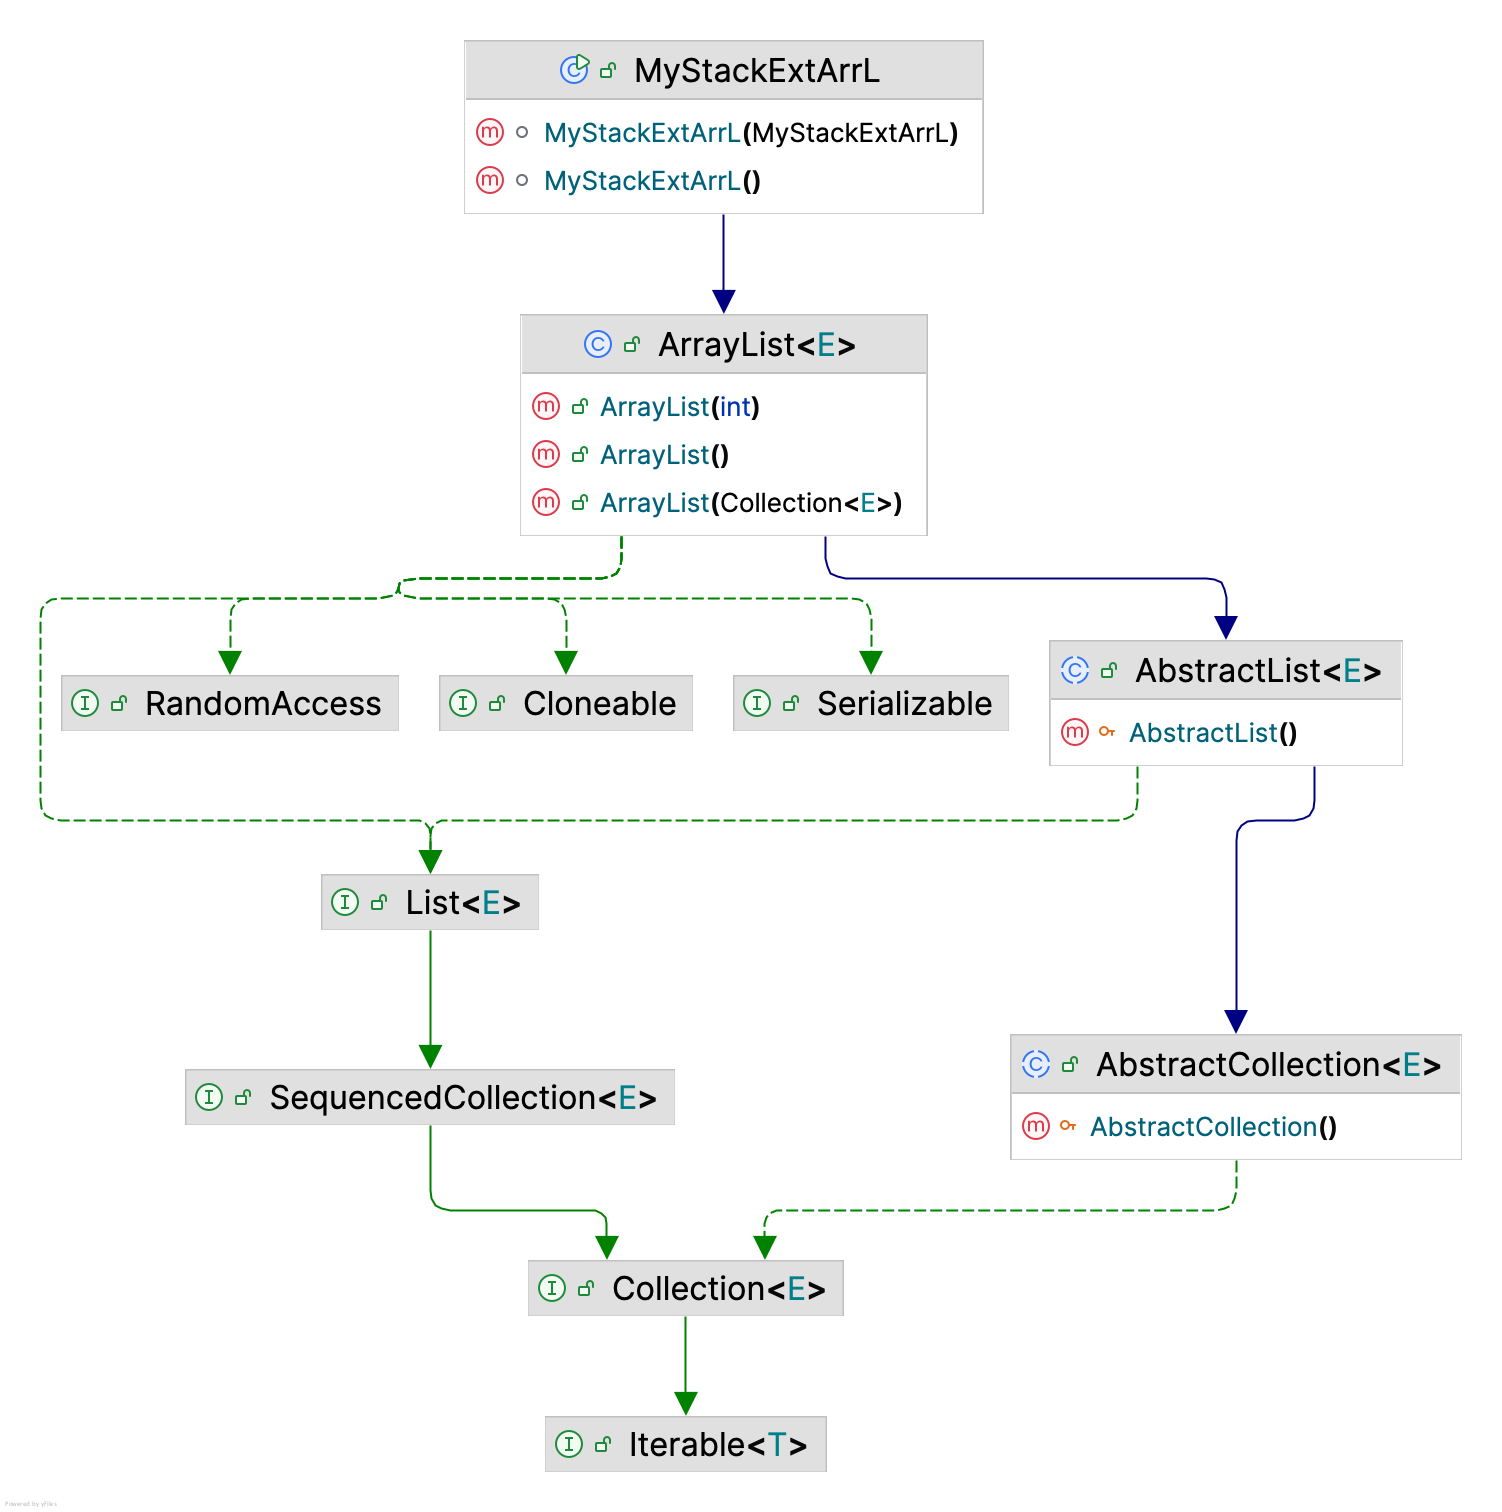 MyStackExtArrL
MyStackExtArrL(MyStackExtArrL)
MyStackExtArrL()
ArrayList<E>
ArrayList(int)
ArrayList()
ArrayList(Collection<E>)
RandomAccess
Cloneable
Serializable
AbstractList<E>
AbstractList()
List<E>
SequencedCollection<E>
AbstractCollection<E>
AbstractCollection()
Collection<E>
Iterable<T>
Powered by yFiles